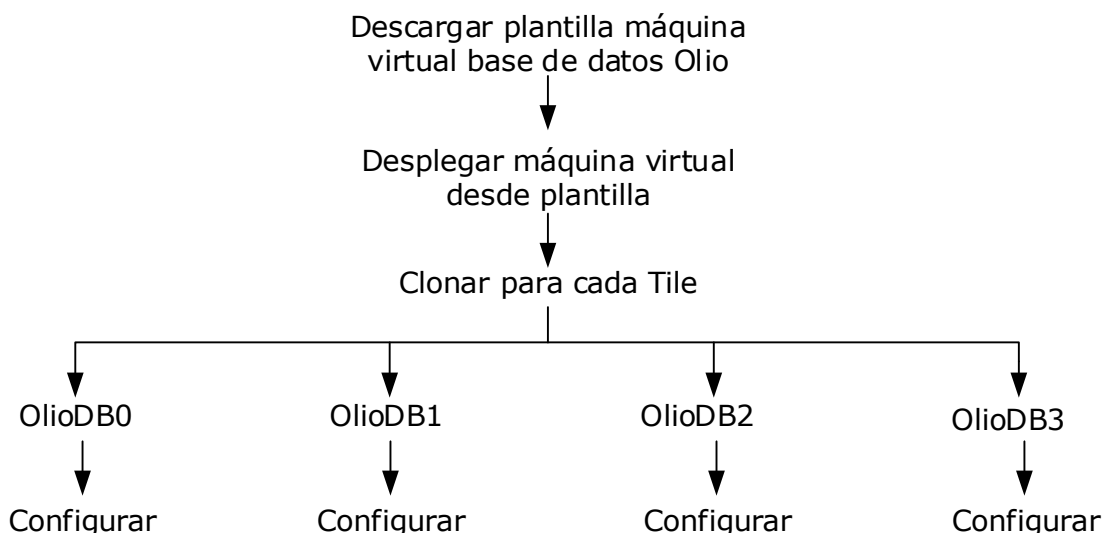 Descargar plantilla máquina
virtual base de datos Olio
Desplegar máquina virtual
desde plantilla
Clonar para cada Tile
OlioDB0
OlioDB1
OlioDB2
OlioDB3
Configurar
Configurar
Configurar
Configurar